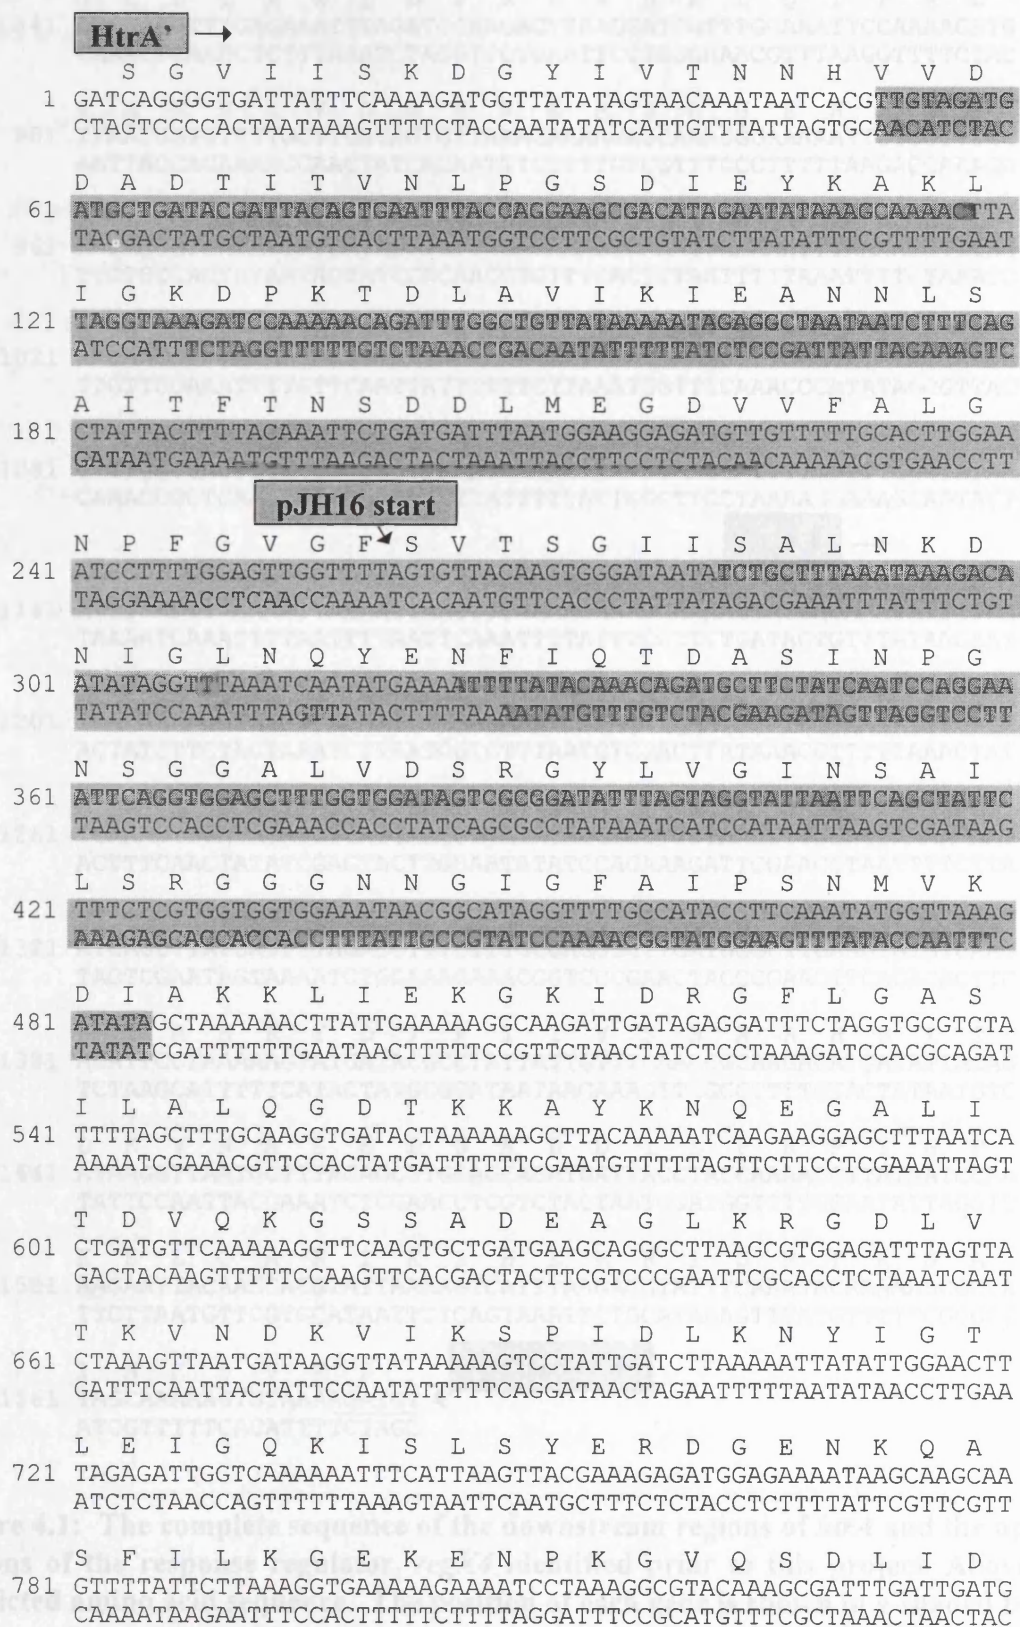 HtrA' →
S G V I I S K D G Y I V T N N H V V D
1 GATCAGGGGTGATTATTTCAAAAGATGGTTATATAGTAACAAATAATCACGTTGTAGATG
CTAGTCCCCACTAATAAAGTTTTCTACCAATATATCATTGTTTATTAGTGCAACATCTAC
D A D T I T V N L P G S D I E Y K A K L
61 ATGCTGATACGATTACAGTGAATTTACCAGGAAGCGACATAGAATATAAAGCAAAACTTA
TACGACTATGCTAATGTCACTTAAATGGTCCTTCGCTGTATCTTATATTTCGTTTTGAAT
I G K D P K T D L A V I K I E A N N L S
121 TAGGTAAAGATCCAAAAACAGATTTGGCTGTTATAAAAATAGAGGCTAATAATCTTTCAG
ATCCATTTCTAGGTTTTTGTCTAAACCGACAATATTTTTATCTCCGATTATTAGAAAGTC
A I T F T N S D D L M E G D V V F A L G
181 CTATTACTTTTACAAATTCTGATGATTTAATGGAAGGAGATGTTGTTTTTGCACTTGGAA
GATAATGAAAATGTTTAAGACTACTAAATTACCTTCCTCTACAACAAAAACGTGAACCTT
pJH16 start
N P F G V G F S V T S G I I S A L N K D
241 ATCCTTTTGGAGTTGGTTTTAGTGTTACAAGTGGGATAATATCTGCTTTAAATAAAGACA
TAGGAAAACCTCAACCAAAATCACAATGTTCACCCTATTATAGACGAAATTTATTTCTGT
N I G L N Q Y E N F I Q T D A S I N P G
301 ATATAGGTTTAAATCAATATGAAAATTTTATACAAACAGATGCTTCTATCAATCCAGGAA
TATATCCAAATTTAGTTATACTTTTAAAATATGTTTGTCTACGAAGATAGTTAGGTCCTT
N S G G A L V D S R G Y L V G I N S A I
361 ATTCAGGTGGAGCTTTGGTGGATAGTCGCGGATATTTAGTAGGTATTAATTCAGCTATTC
TAAGTCCACCTCGAAACCACCTATCAGCGCCTATAAATCATCCATAATTAAGTCGATAAG
L S R G G G N N G I G F A I P S N M V K
421 TTTCTCGTGGTGGTGGAAATAACGGCATAGGTTTTGCCATACCTTCAAATATGGTTAAAG
AAAGAGCACCACCACCTTTATTGCCGTATCCAAAACGGTATGGAAGTTTATACCAATTTC
D I A K K L I E K G K I D R G F L G A S
481 ATATAGCTAAAAAACTTATTGAAAAAGGCAAGATTGATAGAGGATTTCTAGGTGCGTCTA
TATATCGATTTTTTGAATAACTTTTTCCGTTCTAACTATCTCCTAAAGATCCACGCAGAT
I L A L Q G D T K K A Y K N Q E G A L I
541 TTTTAGCTTTGCAAGGTGATACTAAAAAAGCTTACAAAAATCAAGAAGGAGCTTTAATCA
AAAATCGAAACGTTCCACTATGATTTTTTCGAATGTTTTTAGTTCTTCCTCGAAATTAGT
T D V Q K G S S A D E A G L K R G D L V
601 CTGATGTTCAAAAAGGTTCAAGTGCTGATGAAGCAGGGCTTAAGCGTGGAGATTTAGTTA
GACTACAAGTTTTTCCAAGTTCACGACTACTTCGTCCCGAATTCGCACCTCTAAATCAAT
T K V N D K V I K S P I D L K N Y I G T
661 CTAAAGTTAATGATAAGGTTATAAAAAGTCCTATTGATCTTAAAAATTATATTGGAACTT
GATTTCAATTACTATTCCAATATTTTTCAGGATAACTAGAATTTTTAATATAACCTTGAA
L E I G Q K I S L S Y E R D G E N K Q A
721 TAGAGATTGGTCAAAAAATTTCATTAAGTTACGAAAGAGATGGAGAAAATAAGCAAGCAA
ATCTCTAACCAGTTTTTTAAAGTAATTCAATGCTTTCTCTACCTCTTTTATTCGTTCGTT
S F I L K G E K E N P K G V Q S D L I D
781 GTTTTATTCTTAAAGGTGAAAAAGAAAATCCTAAAGGCGTACAAAGCGATTTGATTGATG
CAAAATAAGAATTTCCACTTTTTCTTTTAGGATTTCCGCATGTTTCGCTAAACTAACTAC